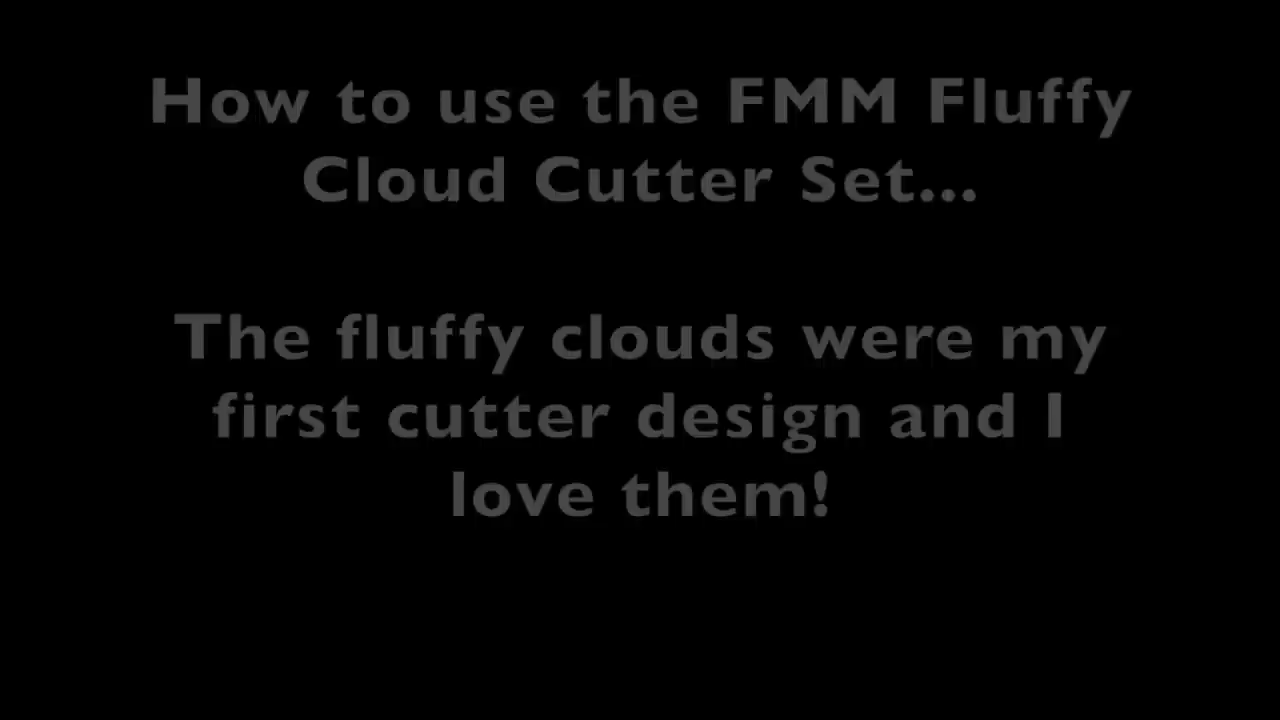 How to use the FMM Fluffy
Cloud Cutter Set...
The fluffy clouds were my
first cutter design and I
love them!